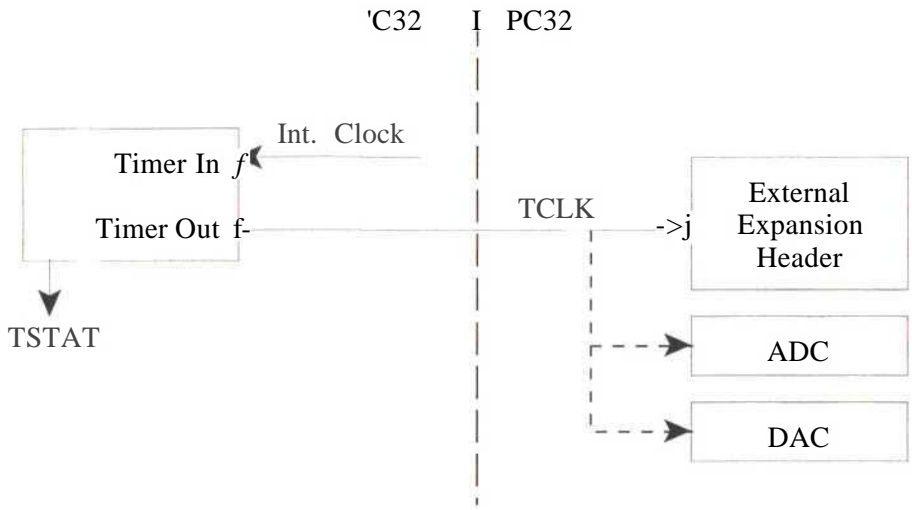 'C32 I PC32
Int. Clock
Timer In f
Timer Out f-
TCLK
->j
External
Expansion
Header
TSTAT
ADC
DAC